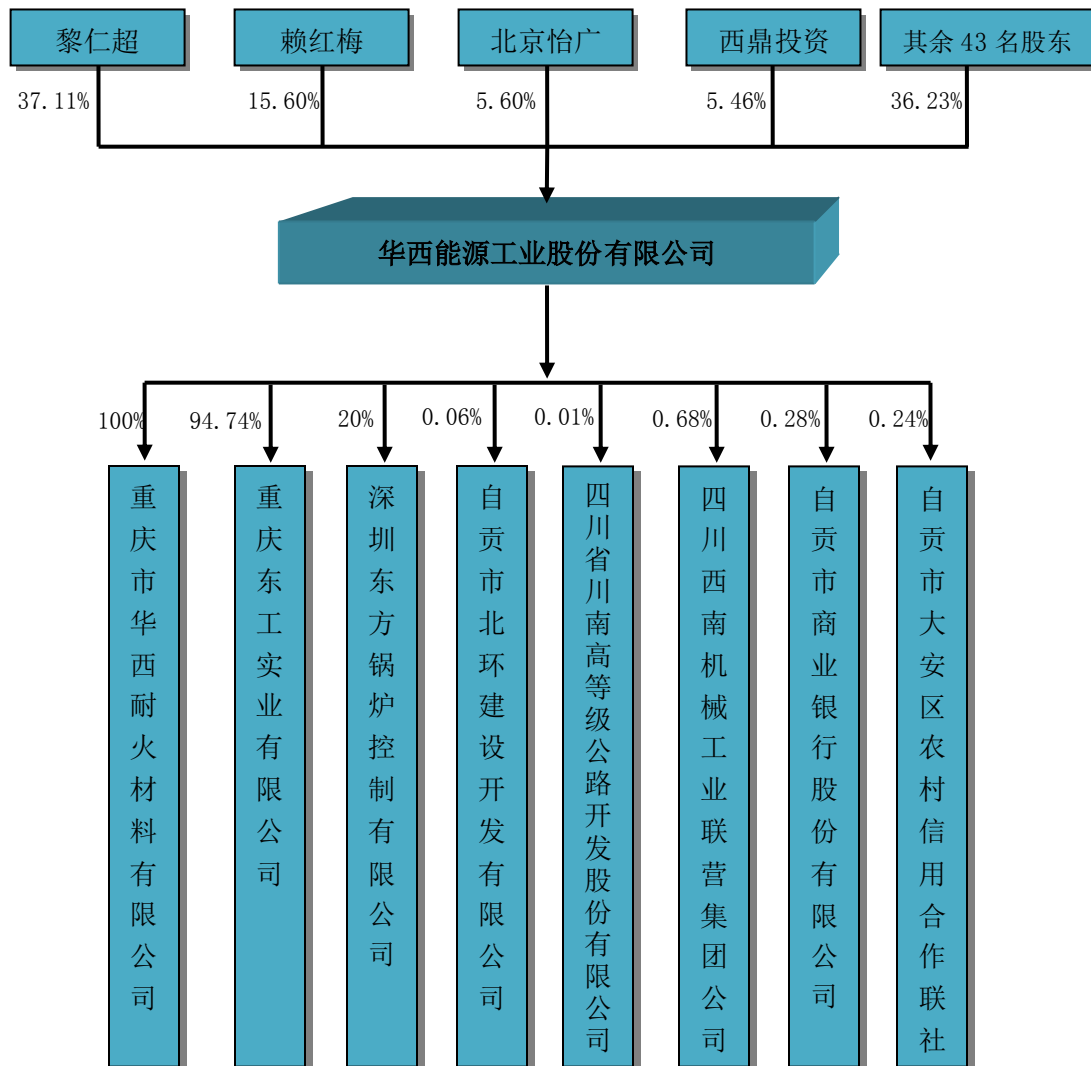 黎仁超
赖红梅
北京怡广
西鼎投资
其余 43 名股东
37.11%
15.60%
5.60%
5.46%
36.23%
华西能源工业股份有限公司
100%
94.74%
20%
0.06%
0.01%
0.68%
0.28%
0.24%
重庆市华西耐火材料有限公司
重庆东工实业有限公司
深圳东方锅炉控制有限公司
自贡市北环建设开发有限公司
四川省川南高等级公路开发股份有限公司
四川西南机械工业联营集团公司
自贡市商业银行股份有限公司
自贡市大安区农村信用合作联社